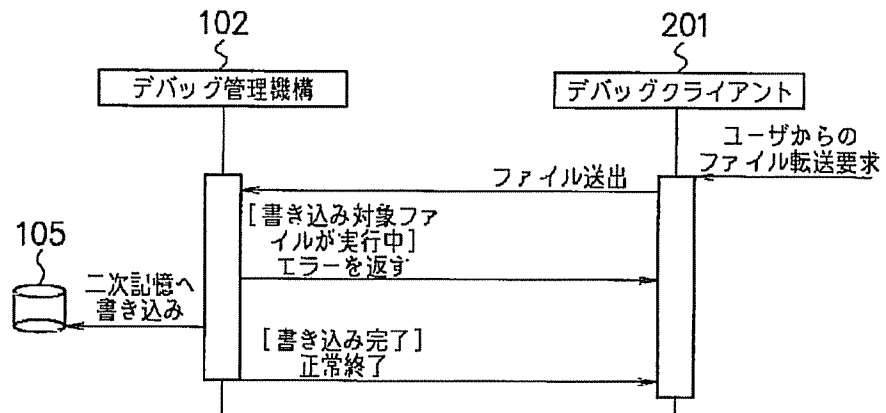 102
201
デバッグ管理機構
デバッグクライアント
ユーザからの
ファイル転送要求
ファイル送出
[書き込み対象ファ
イルが実行中]
エラーを返す
105
二次記憶へ
書き込み
[書き込み完了]
正常終了